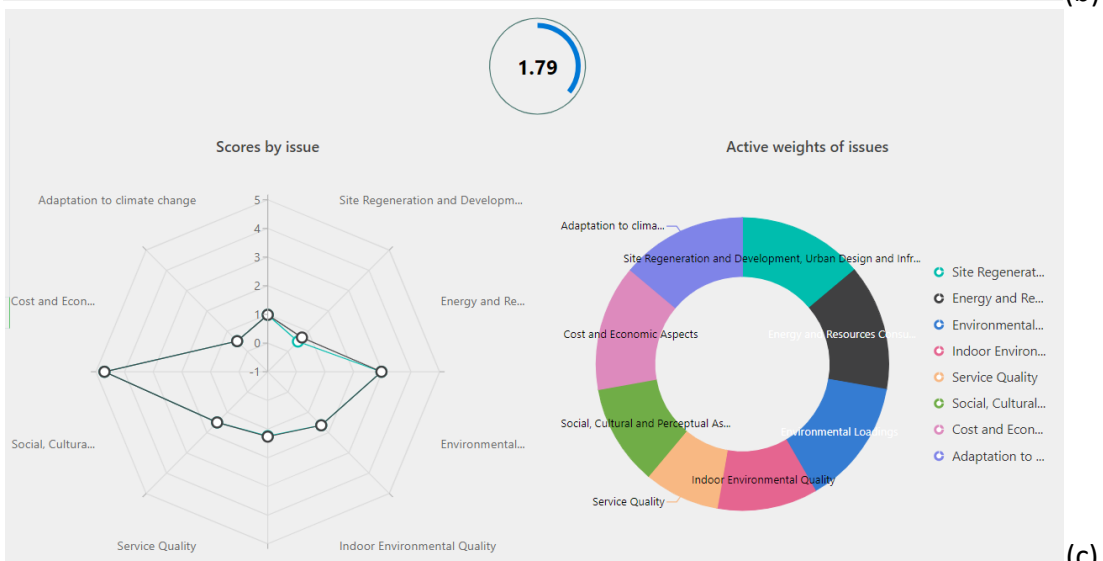 (b)
1.79
Scores by issue
Active weights of issues
Adaptation to climate change
5
Site Regeneration and Developm...
4
3
2
1
0
-1
Cost and Econ...
Energy and Re...
Social, Cultura...
Environmental...
Service Quality
Indoor Environmental Quality
Adaptation to clima...
Site Regeneration and Development, Urban Design and Infr...
Cost and Economic Aspects
Energy and Resources Consu...
Social, Cultural and Perceptual As...
Environmental Loadings
Indoor Environmental Quality
Service Quality
Site Regenerat...
Energy and Re...
Environmental...
Indoor Environ...
Service Quality
Social, Cultural...
Cost and Econ...
Adaptation to ...
(c)